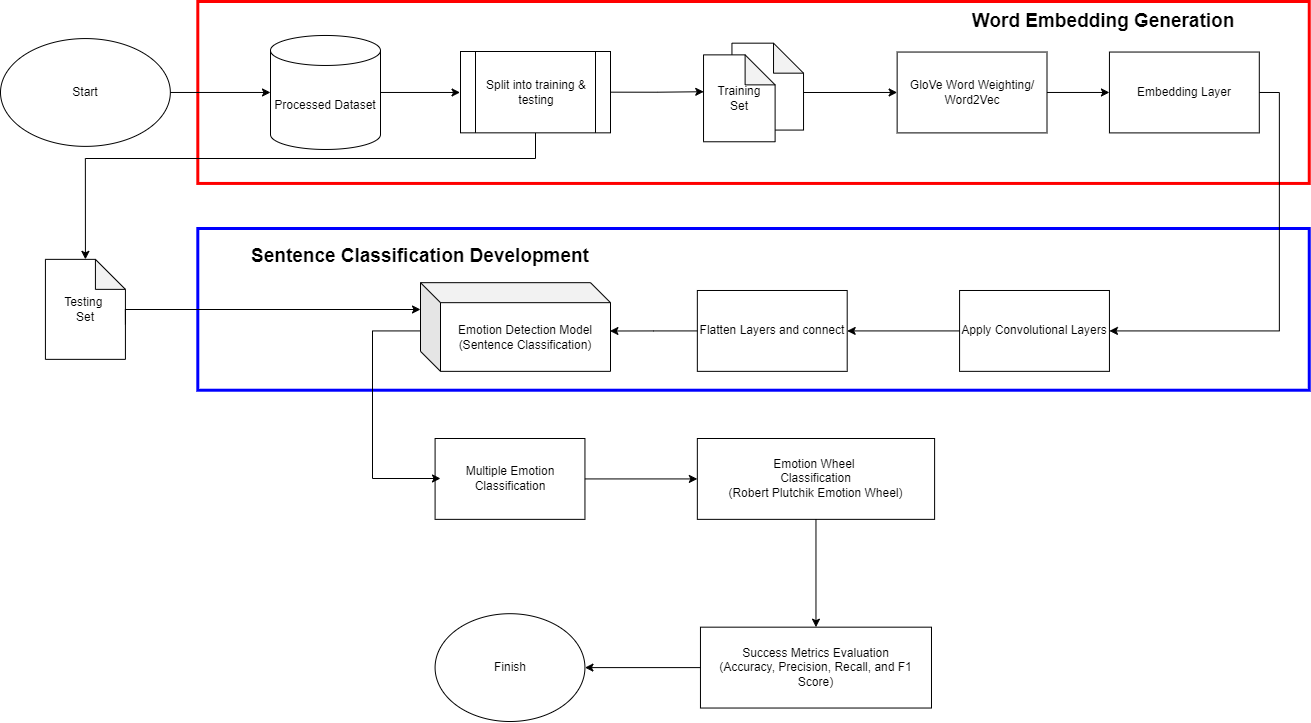 Word Embedding Generation
Start
Processed Dataset
Split into training &
testing
Training
Set
GloVe Word Weighting/
Word2Vec
Embedding Layer
Sentence Classification Development
Testing
Set
Emotion Detection Model
(Sentence Classification)
Flatten Layers and connect
Apply Convolutional Layers
Multiple Emotion
Classification
Emotion Wheel
Classification
(Robert Plutchik Emotion Wheel)
Finish
Success Metrics Evaluation
(Accuracy, Precision, Recall, and F1
Score)